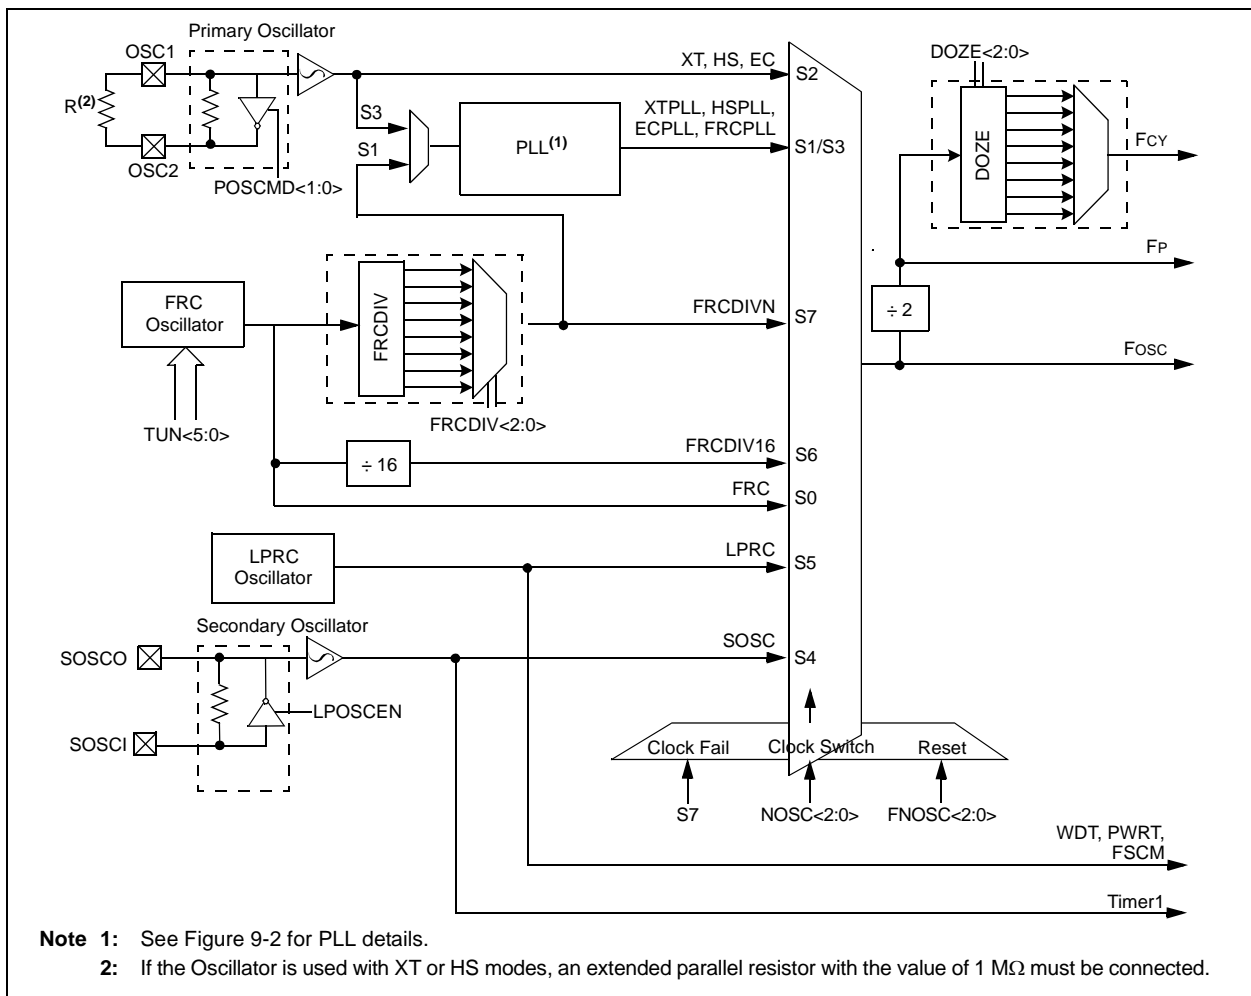 Primary Oscillator
OSC1
R(2)
OSC2
POSCMD<1:0>
S3
S1
PLL(1)
XT, HS, EC
S2
XTPLL, HSPLL,
ECPLL, FRCPLL
S1/S3
DOZE<2:0>
DOZE
FCY
FP
÷ 2
FOSC
FRC
Oscillator
TUN<5:0>
FRCDIV
FRCDIV<2:0>
FRCDIVN
S7
÷ 16
FRCDIV16
S6
FRC
S0
LPRC
Oscillator
LPRC
S5
Secondary Oscillator
SOSCO
SOSCI
LPOSCEN
SOSC
S4
Clock Fail
Clock Switch
Reset
S7
NOSC<2:0>
FNOSC<2:0>
WDT, PWRT,
FSCM
Timer1
Note 1: See Figure 9-2 for PLL details.
2: If the Oscillator is used with XT or HS modes, an extended parallel resistor with the value of 1 MΩ must be connected.